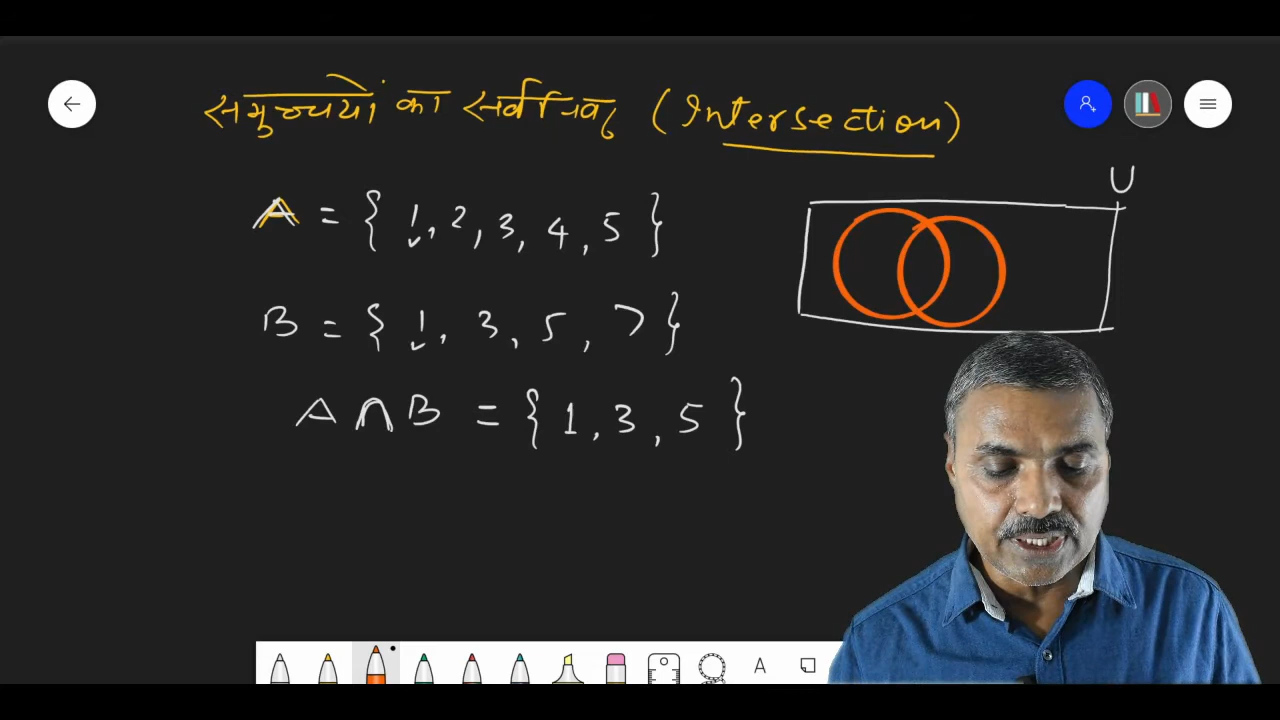 समुच्चयों का सर्वनिष्ठ (Intersection)
A = { 1, 2, 3, 4, 5 }
U
B = { 1, 3, 5, 7 }
A ∩ B = { 1, 3, 5 }
A